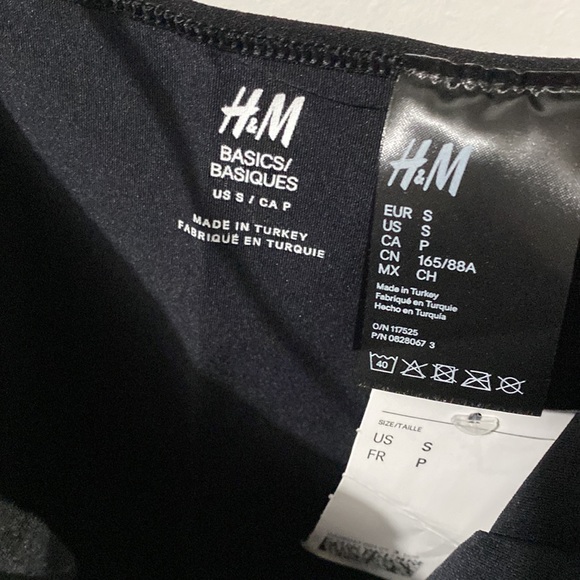 H&M
BASICS/
BASIQUES
US S / CA P
MADE IN TURKEY
FABRIQUÉ EN TURQUIE
H&M
EUR S
US S
CA P
CN 165/88A
MX CH
Made in Turkey
Fabriqué en Turquie
Hecho en Turquía
O/N 117525
P/N 0828067 3
40
SIZE/TAILLE
US S
FR P